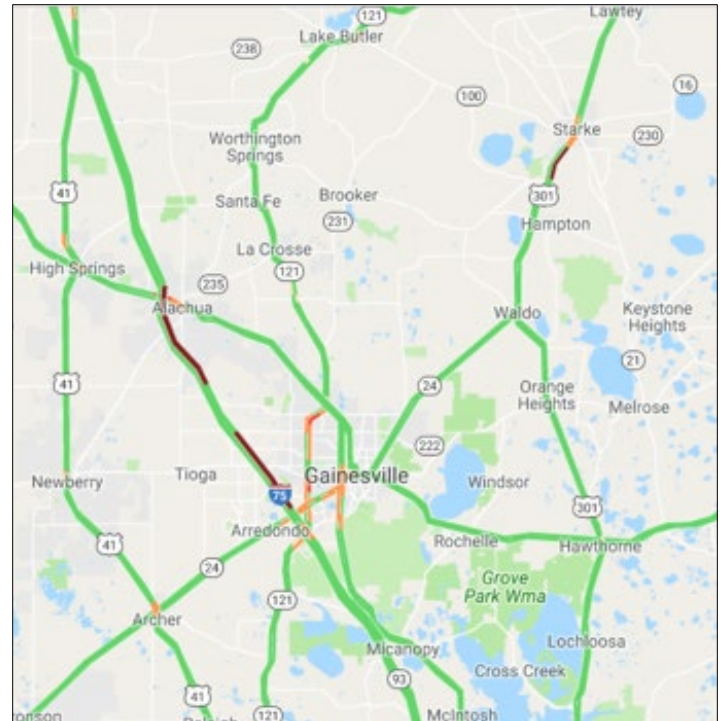 121
Lawtey
Lake Butler
238
16
100
Starke
230
Worthington
Springs
41
Santa Fe
Brooker
301
231
Hampton
La Crosse
High Springs
235
121
Alachua
Waldo
Keystone
Heights
21
41
24
Orange
Heights
Melrose
222
Newberry
Tioga
Gainesville
Windsor
75
301
Arredondo
41
Rochelle
Hawthorne
24
Grove
Park Wma
121
Archer
Lochloosa
Micanopy
Cross Creek
93
41
121
McIntosh